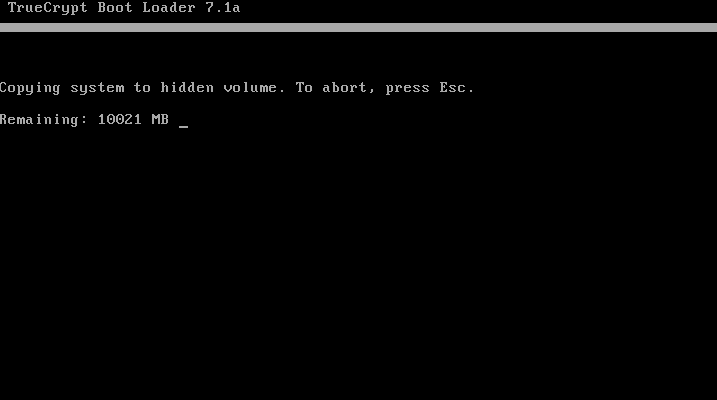 TrueCrypt Boot Loader 7.1a
Copying system to hidden volume. To abort, press Esc.
Remaining: 10021 MB _